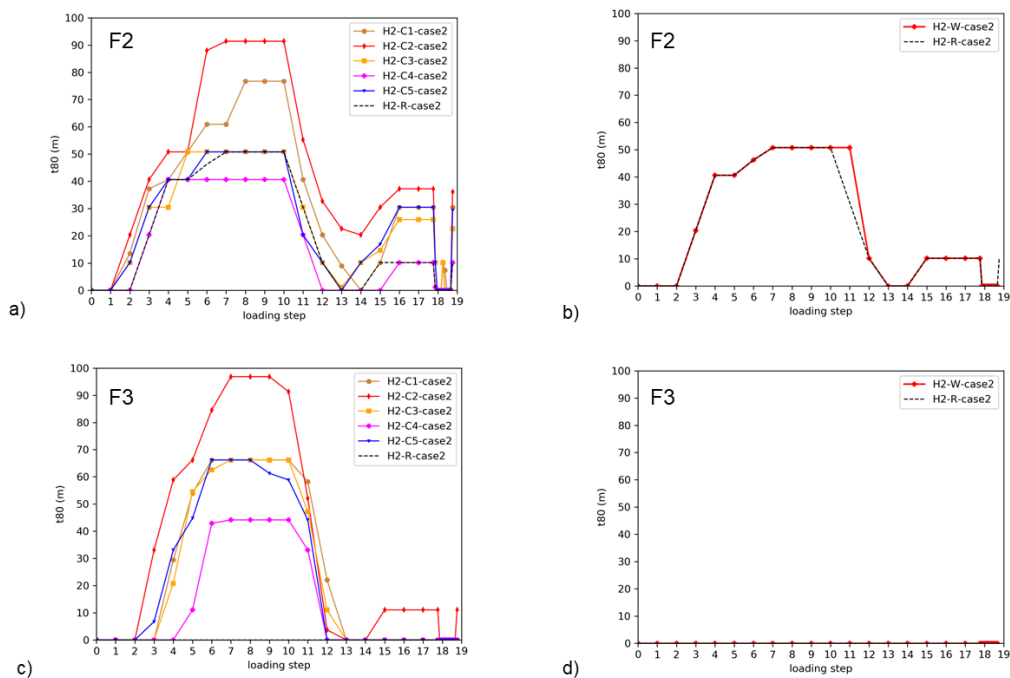 F2
H2-C1-case2
H2-C2-case2
H2-C3-case2
H2-C4-case2
H2-C5-case2
H2-R-case2
100
90
80
70
60
50
40
30
20
10
0
t80 (m)
0 1 2 3 4 5 6 7 8 9 10 11 12 13 14 15 16 17 18 19
loading step
a)
F2
H2-W-case2
H2-R-case2
100
90
80
70
60
50
40
30
20
10
0
t80 (m)
0 1 2 3 4 5 6 7 8 9 10 11 12 13 14 15 16 17 18 19
loading step
b)
F3
H2-C1-case2
H2-C2-case2
H2-C3-case2
H2-C4-case2
H2-C5-case2
H2-R-case2
100
90
80
70
60
50
40
30
20
10
0
t80 (m)
0 1 2 3 4 5 6 7 8 9 10 11 12 13 14 15 16 17 18 19
loading step
c)
F3
H2-W-case2
H2-R-case2
100
90
80
70
60
50
40
30
20
10
0
t80 (m)
0 1 2 3 4 5 6 7 8 9 10 11 12 13 14 15 16 17 18 19
loading step
d)